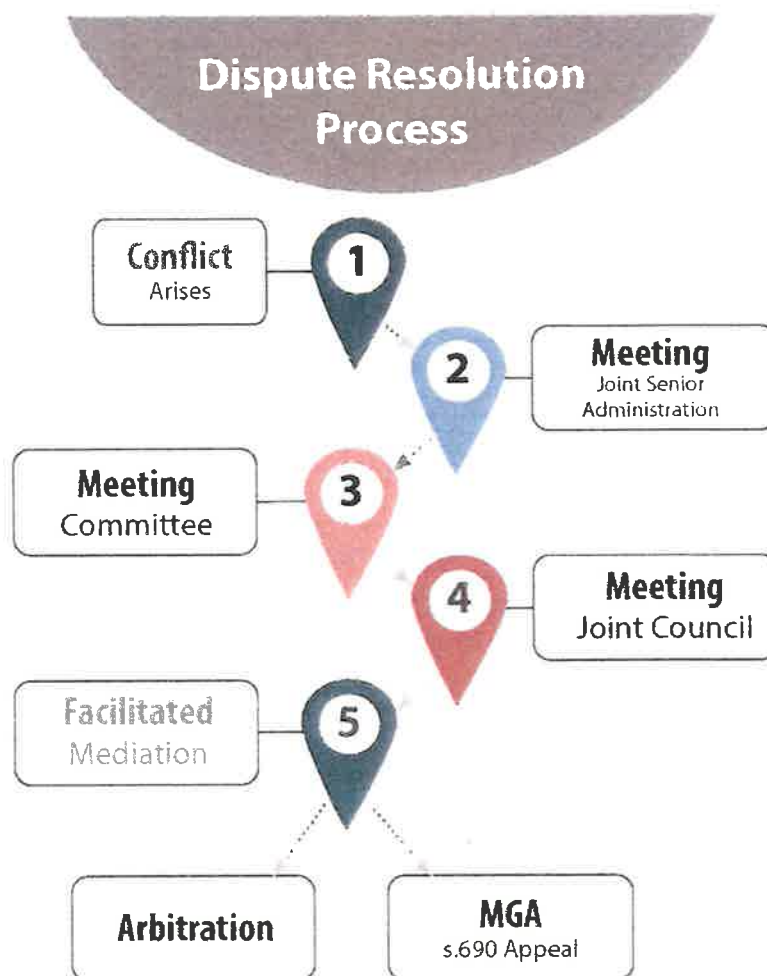 Dispute Resolution
Process
Conflict
Arises
1
2
Meeting
Joint Senior
Administration
Meeting
Committee
3
4
Meeting
Joint Council
Facilitated
Mediation
5
Arbitration
MGA
s.690 Appeal